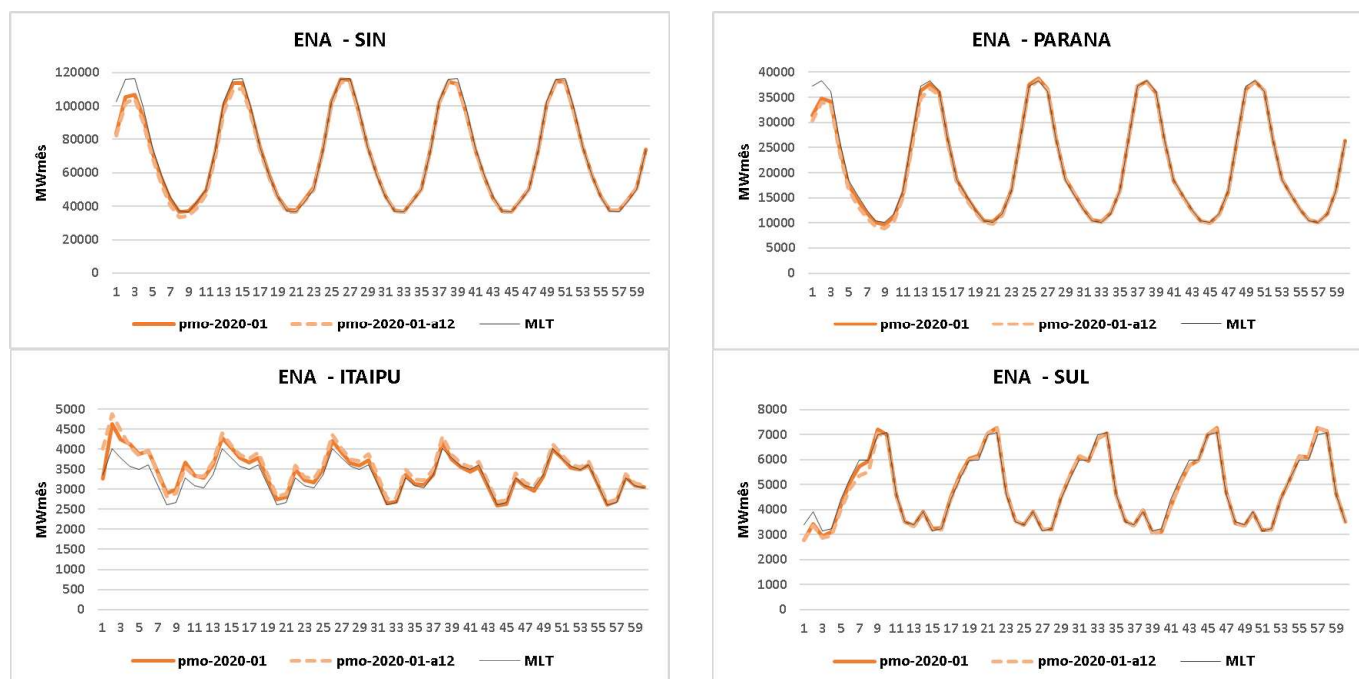 ENA - SIN
MWmês
120000
100000
80000
60000
40000
20000
0
1 3 5 7 9 11 13 15 17 19 21 23 25 27 29 31 33 35 37 39 41 43 45 47 49 51 53 55 57 59
pmo-2020-01 pmo-2020-01-a12 MLT
ENA - PARANA
MWmês
40000
35000
30000
25000
20000
15000
10000
5000
0
1 3 5 7 9 11 13 15 17 19 21 23 25 27 29 31 33 35 37 39 41 43 45 47 49 51 53 55 57 59
pmo-2020-01 pmo-2020-01-a12 MLT
ENA - ITAIPU
MWmês
5000
4500
4000
3500
3000
2500
2000
1500
1000
500
0
1 3 5 7 9 11 13 15 17 19 21 23 25 27 29 31 33 35 37 39 41 43 45 47 49 51 53 55 57 59
pmo-2020-01 pmo-2020-01-a12 MLT
ENA - SUL
MWmês
8000
7000
6000
5000
4000
3000
2000
1000
0
1 3 5 7 9 11 13 15 17 19 21 23 25 27 29 31 33 35 37 39 41 43 45 47 49 51 53 55 57 59
pmo-2020-01 pmo-2020-01-a12 MLT